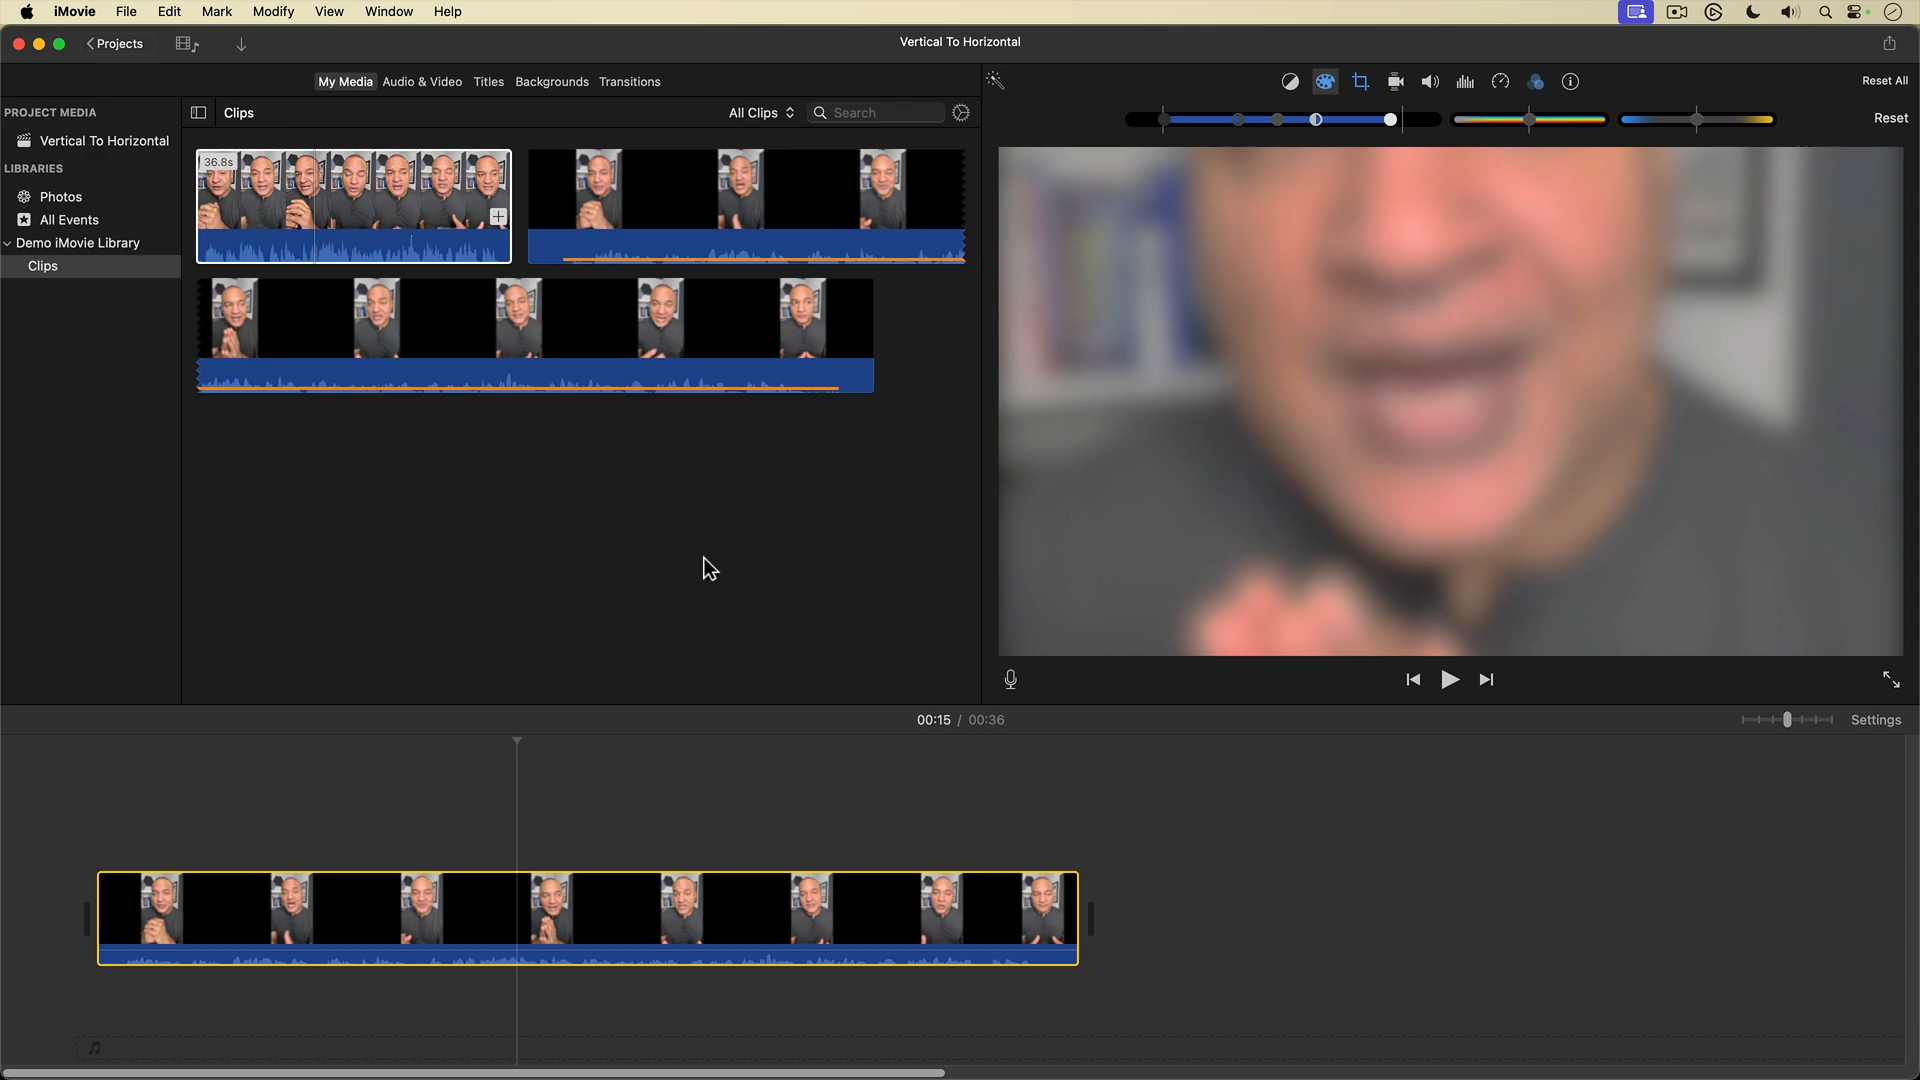 iMovie File Edit Mark Modify View Window Help
Projects
Vertical To Horizontal
My Media Audio & Video Titles Backgrounds Transitions
Reset All
PROJECT MEDIA
Clips
All Clips
Search
Reset
Vertical To Horizontal
LIBRARIES
36.8s
Photos
All Events
Demo iMovie Library
Clips
00:15 / 00:36
Settings